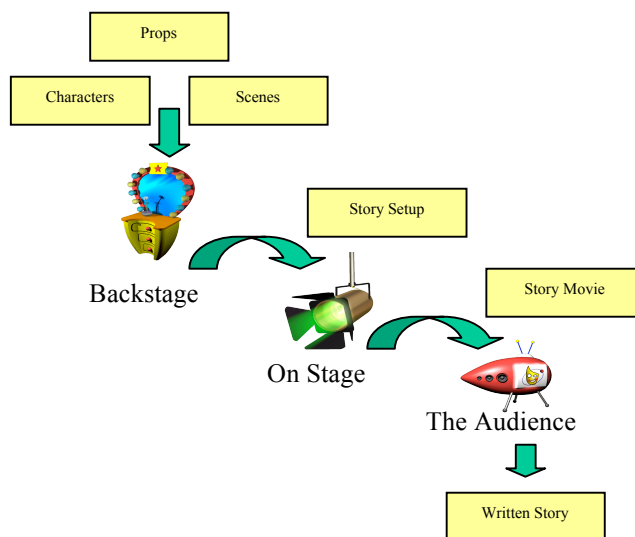 Props
Characters
Scenes
Story Setup
Backstage
Story Movie
On Stage
The Audience
Written Story